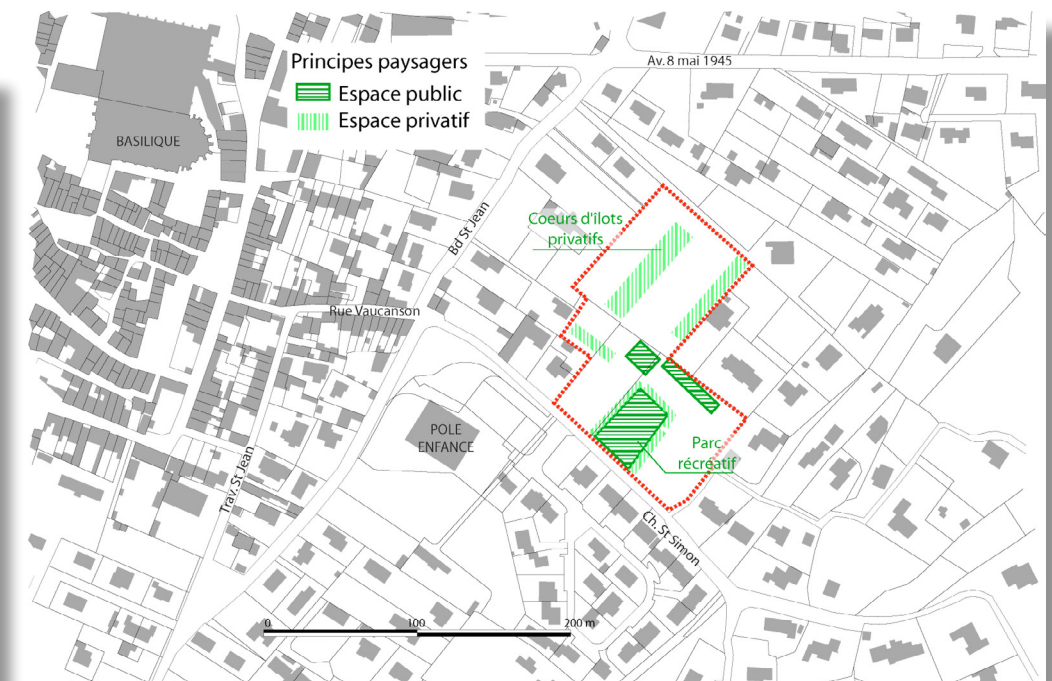 Av. 8 mai 1945
Principes paysagers
Espace public
Espace privatif
BASILIQUE
Coeurs d'îlots
privatifs
Bd St Jean
Rue Vaucanson
POLE
ENFANCE
Parc
récréatif
Trav. St Jean
Ch. St Simon
0 100 200 m